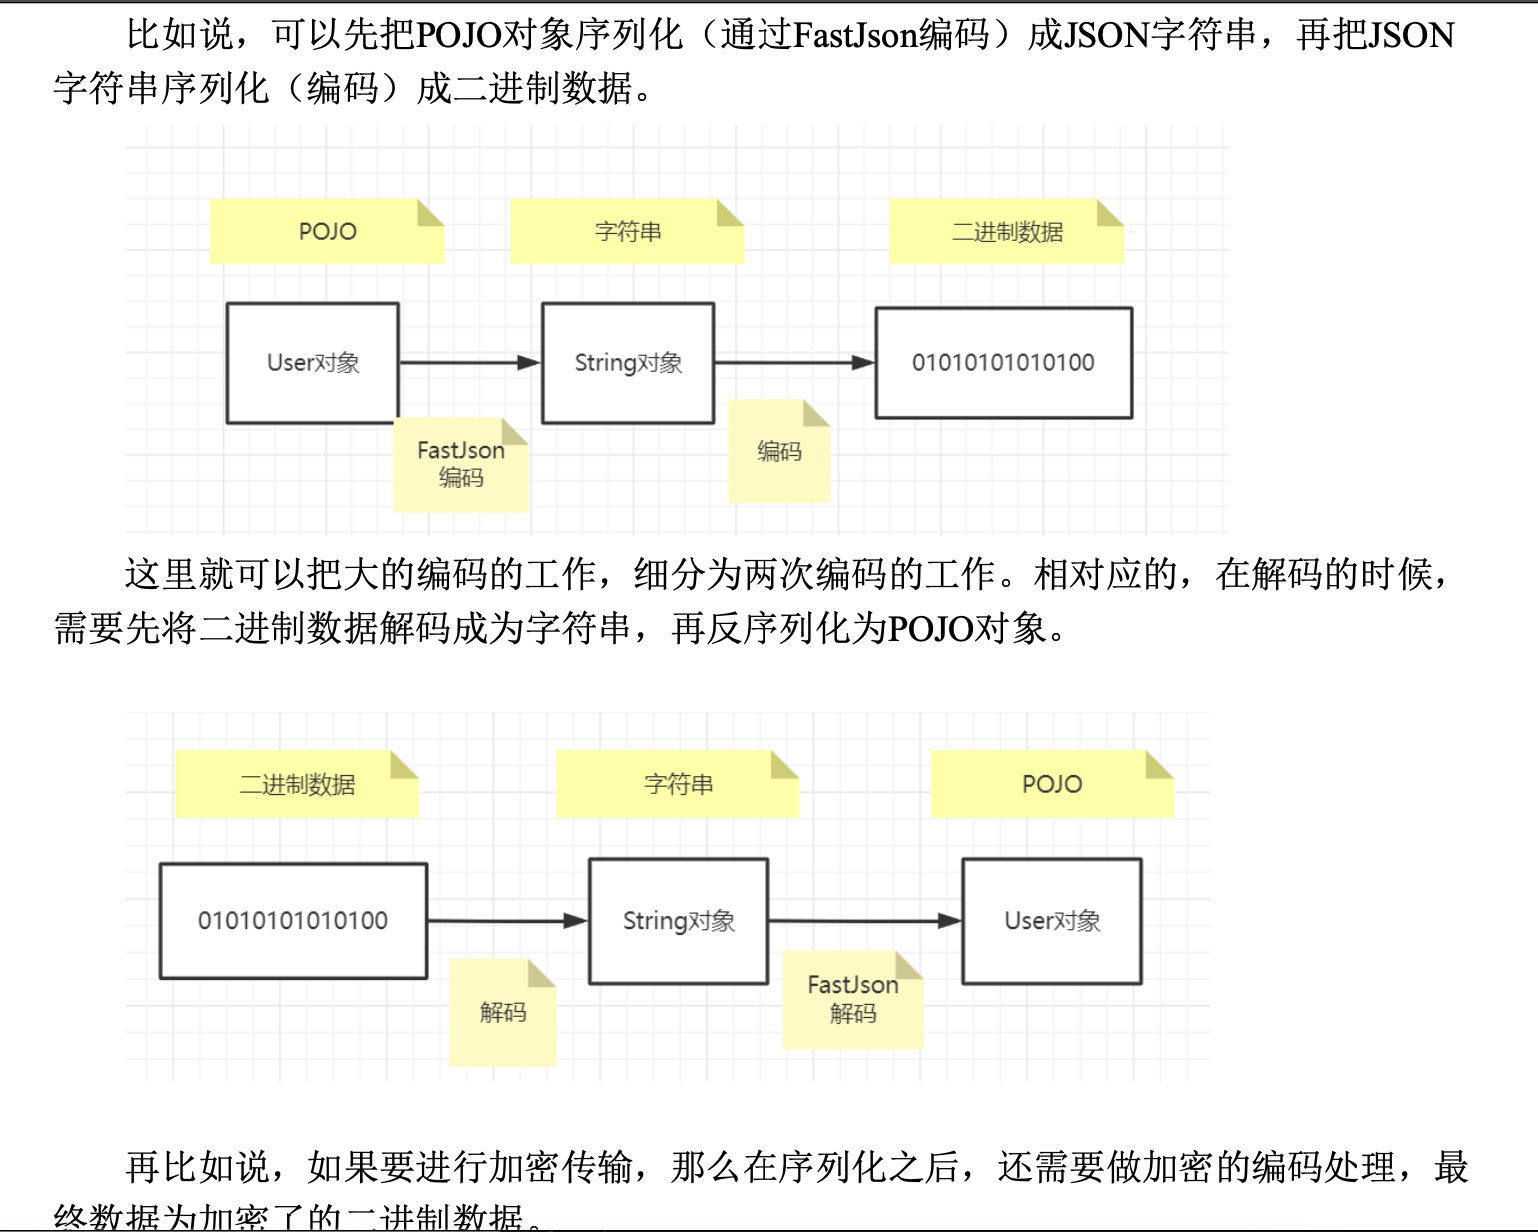 比如说，可以先把POJO对象序列化（通过FastJson编码）成JSON字符串，再把JSON
字符串序列化（编码）成二进制数据。
POJO
字符串
二进制数据
User对象
String对象
01010101010100
FastJson
编码
编码
这里就可以把大的编码的工作，细分为两次编码的工作。相对应的，在解码的时候，
需要先将二进制数据解码成为字符串，再反序列化为POJO对象。
二进制数据
字符串
POJO
01010101010100
String对象
User对象
解码
FastJson
解码
再比如说，如果要进行加密传输，那么在序列化之后，还需要做加密的编码处理，最
终数据为加密了的二进制数据。